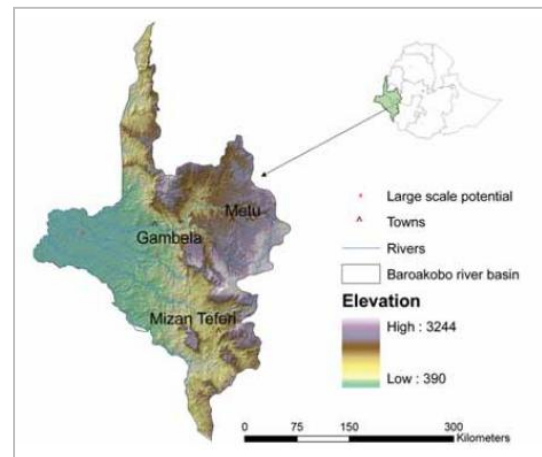 Metu
Gambela
Mizan Teferi
Large scale potential
Towns
Rivers
Baroakobo river basin
Elevation
High : 3244
Low : 390
0 75 150 300
Kilometers